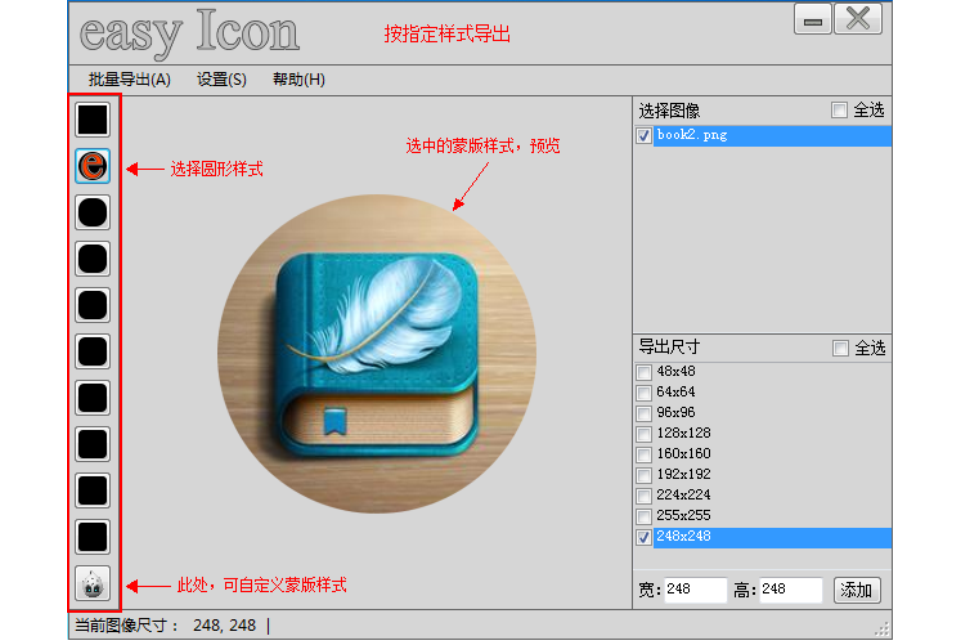 easy Icon
按指定样式导出
批量导出(A) 设置(S) 帮助(H)
选择图像 全选
book2.png
选中的蒙版样式，预览
选择圆形样式
导出尺寸 全选
48x48
64x64
96x96
128x128
160x160
192x192
224x224
255x255
248x248
此处，可自定义蒙版样式
宽: 248 高: 248 添加
当前图像尺寸： 248, 248 |